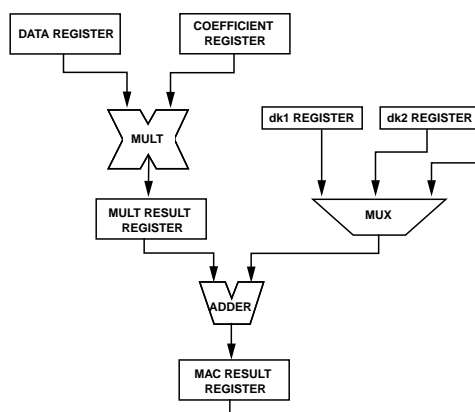 DATA REGISTER
COEFFICIENT
REGISTER
MULT
dk1 REGISTER
dk2 REGISTER
MULT RESULT
REGISTER
MUX
ADDER
MAC RESULT
REGISTER